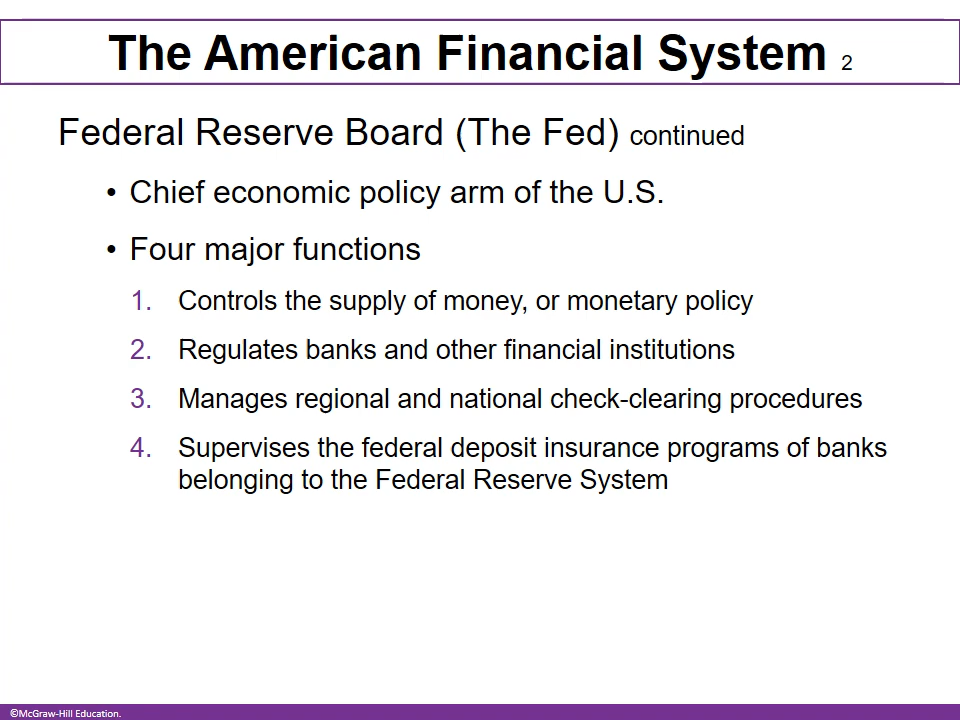 The American Financial System 2
Federal Reserve Board (The Fed) continued
• Chief economic policy arm of the U.S.
• Four major functions
1. Controls the supply of money, or monetary policy
2. Regulates banks and other financial institutions
3. Manages regional and national check-clearing procedures
4. Supervises the federal deposit insurance programs of banks
belonging to the Federal Reserve System
©McGraw-Hill Education.